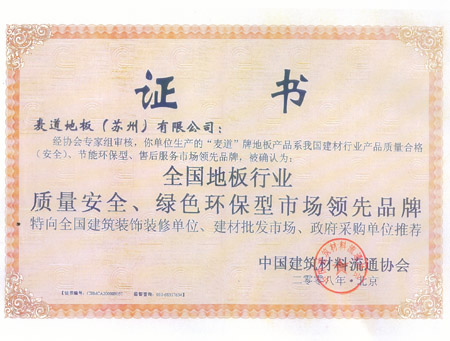 证 书
麦道地板（苏州）有限公司：
经协会专家组审核，你单位生产的“麦道”牌地板产品系我国建材行业产品质量合格
（安全）、节能环保型、售后服务市场领先品牌，被确认为：
全国地板行业
质量安全、绿色环保型市场领先品牌
特向全国建筑装饰装修单位、建材批发市场、政府采购单位推荐
中国建筑材料流通协会
二〇〇八年·北京